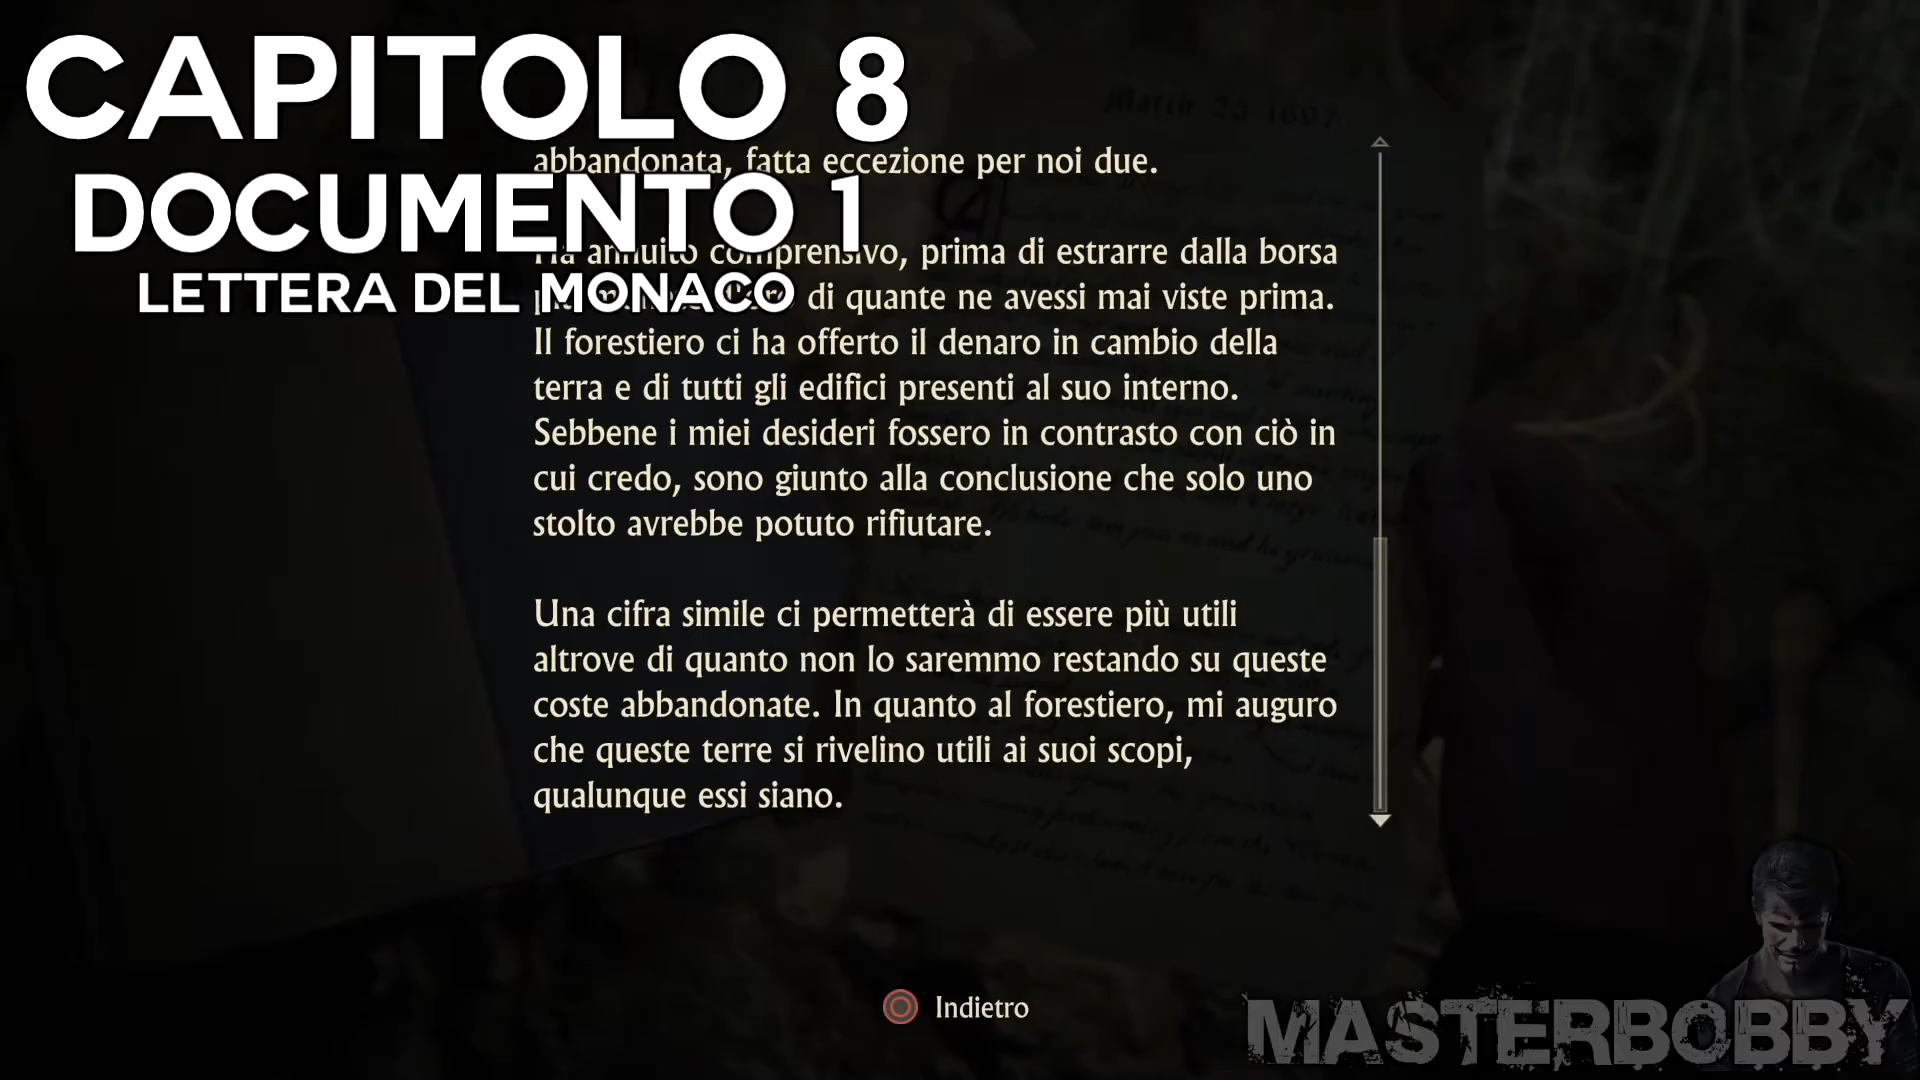 CAPITOLO 8
DOCUMENTO 1
LETTERA DEL MONACO
March 25 1697
abbandonata, fatta eccezione per noi due.
Ha annuito comprensivo, prima di estrarre dalla borsa
di quante ne avessi mai viste prima.
Il forestiero ci ha offerto il denaro in cambio della
terra e di tutti gli edifici presenti al suo interno.
Sebbene i miei desideri fossero in contrasto con ciò in
cui credo, sono giunto alla conclusione che solo uno
stolto avrebbe potuto rifiutare.
Una cifra simile ci permetterà di essere più utili
altrove di quanto non lo saremmo restando su queste
coste abbandonate. In quanto al forestiero, mi auguro
che queste terre si rivelino utili ai suoi scopi,
qualunque essi siano.
Indietro
MASTERBOBBY